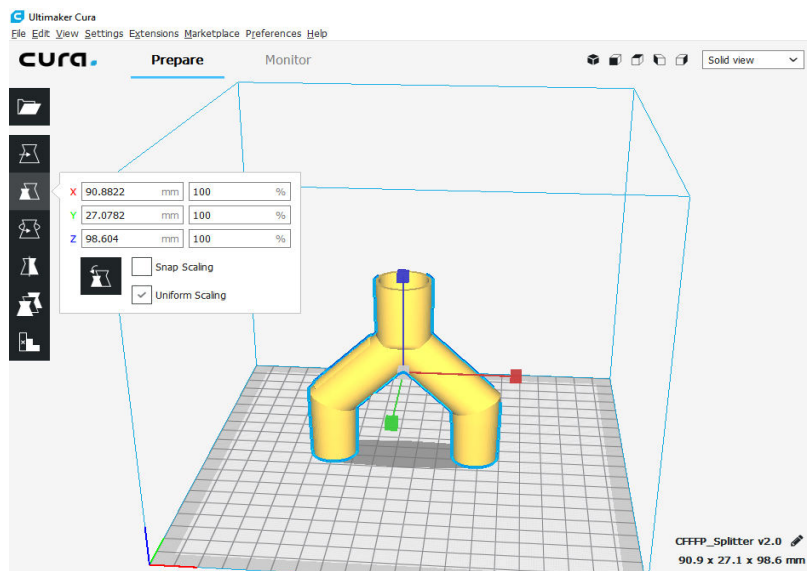 Ultimaker Cura
File Edit View Settings Extensions Marketplace Preferences Help
cura. Prepare Monitor Solid view
X 90.8822 mm 100 %
Y 27.0782 mm 100 %
Z 98.604 mm 100 %
Snap Scaling
Uniform Scaling
CFFFP_Splitter v2.0
90.9 x 27.1 x 98.6 mm